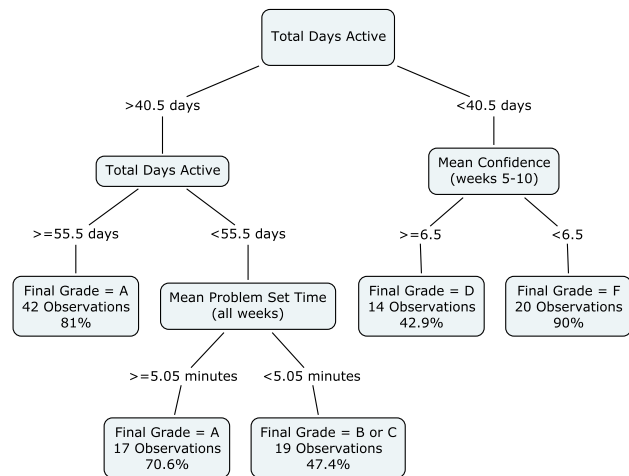 Total Days Active
>40.5 days
<40.5 days
Total Days Active
Mean Confidence
(weeks 5-10)
>=55.5 days
<55.5 days
>=6.5
<6.5
Final Grade = A
42 Observations
81%
Mean Problem Set Time
(all weeks)
Final Grade = D
14 Observations
42.9%
Final Grade = F
20 Observations
90%
>=5.05 minutes
<5.05 minutes
Final Grade = A
17 Observations
70.6%
Final Grade = B or C
19 Observations
47.4%